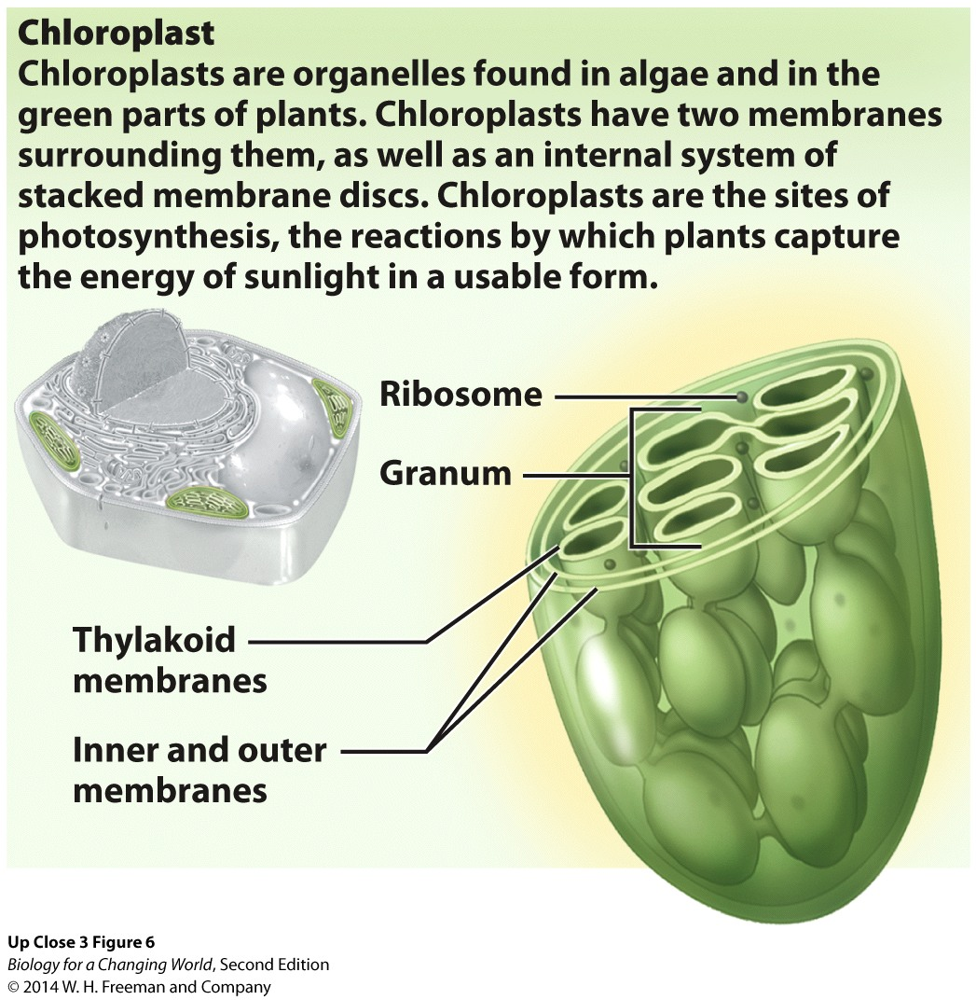 Chloroplast
Chloroplasts are organelles found in algae and in the
green parts of plants. Chloroplasts have two membranes
surrounding them, as well as an internal system of
stacked membrane discs. Chloroplasts are the sites of
photosynthesis, the reactions by which plants capture
the energy of sunlight in a usable form.
Ribosome
Granum
Thylakoid
membranes
Inner and outer
membranes
Up Close 3 Figure 6
Biology for a Changing World, Second Edition
© 2014 W. H. Freeman and Company